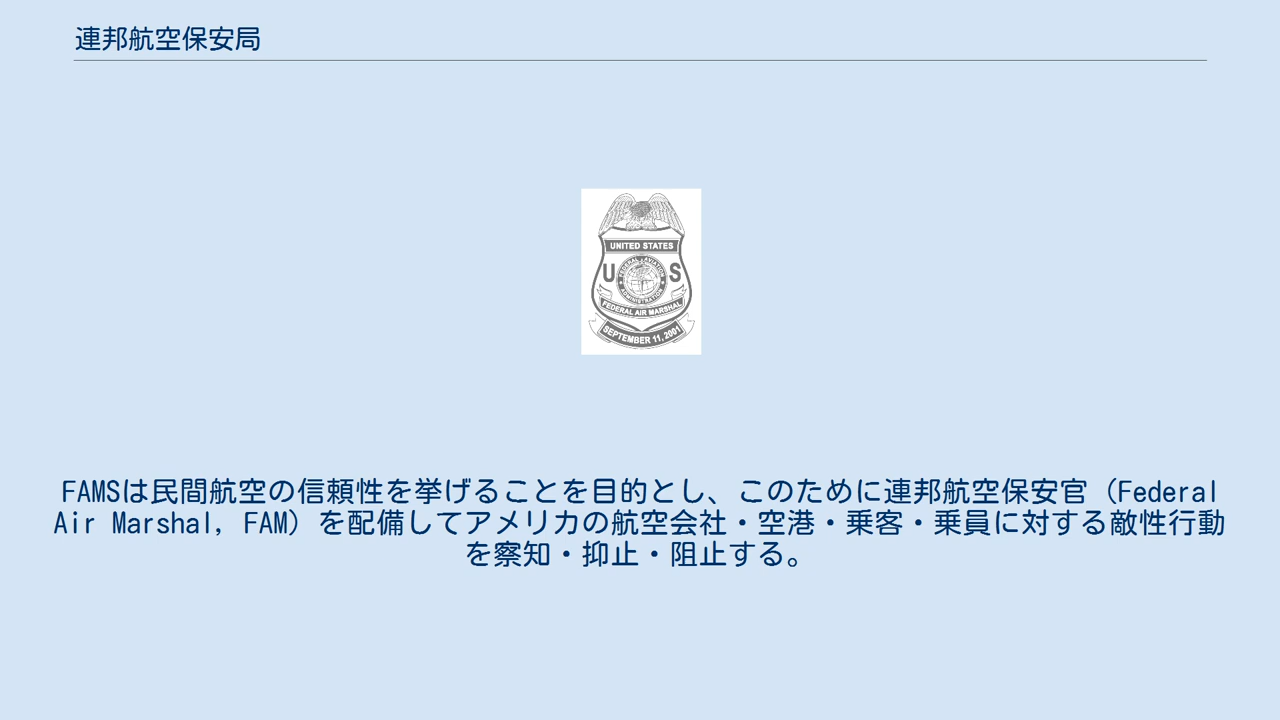 連邦航空保安局
UNITED STATES
U S
FEDERAL AVIATION
ADMINISTRATION
FEDERAL AIR MARSHAL
SEPTEMBER 11, 2001
FAMSは民間航空の信頼性を挙げることを目的とし、このために連邦航空保安官（Federal
Air Marshal, FAM）を配備してアメリカの航空会社・空港・乗客・乗員に対する敵性行動
を察知・抑止・阻止する。